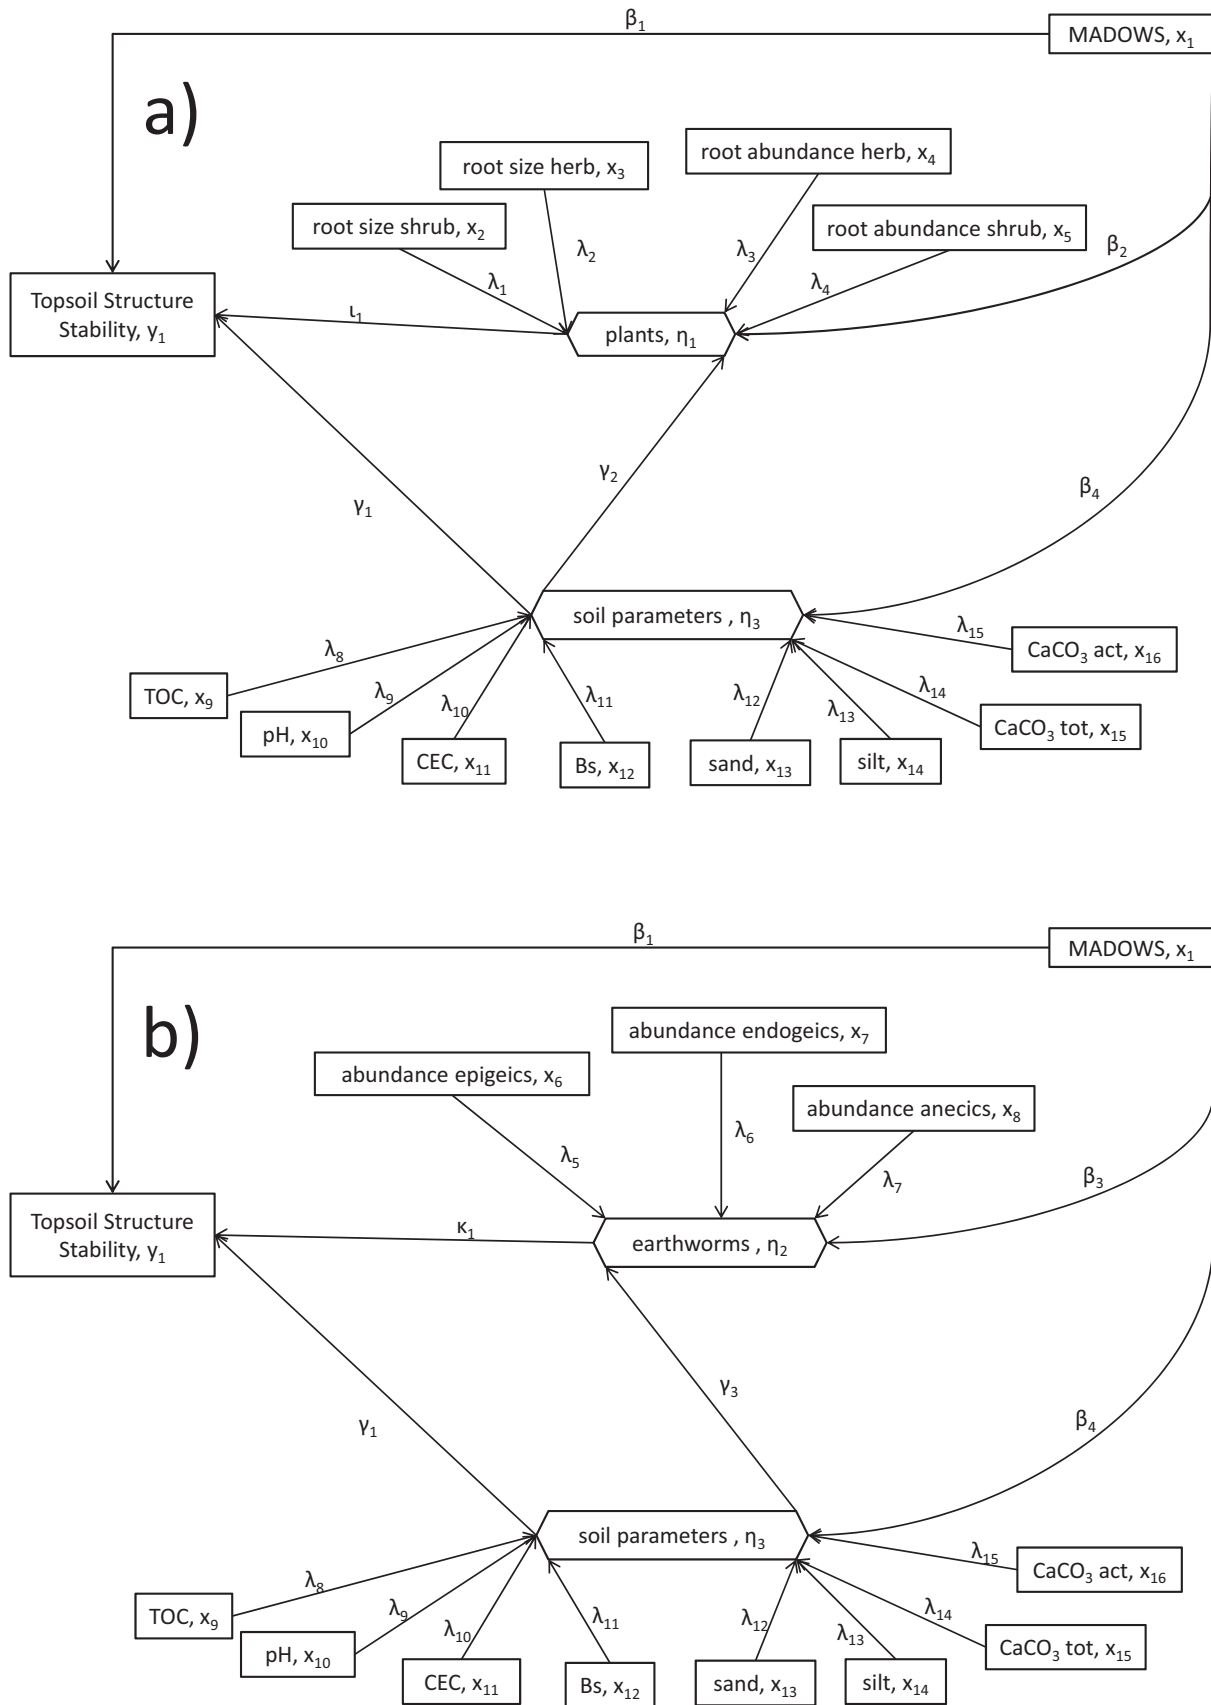 β1
MADOWS, x1
a)
root size herb, x3
root abundance herb, x4
root size shrub, x2
root abundance shrub, x5
λ2
λ3
β2
λ1
λ4
Topsoil Structure
Stability, y1
ι1
plants, η1
γ2
β4
γ1
soil parameters , η3
λ8
λ15
CaCO3 act, x16
TOC, x9
λ9
λ10
λ11
λ12
λ13
λ14
pH, x10
CaCO3 tot, x15
CEC, x11
Bs, x12
sand, x13
silt, x14
β1
MADOWS, x1
b)
abundance endogeics, x7
abundance epigeics, x6
abundance anecics, x8
λ5
λ6
λ7
β3
Topsoil Structure
Stability, y1
κ1
earthworms , η2
γ3
γ1
β4
soil parameters , η3
λ8
λ15
CaCO3 act, x16
TOC, x9
λ9
λ10
λ11
λ12
λ13
λ14
pH, x10
CaCO3 tot, x15
CEC, x11
Bs, x12
sand, x13
silt, x14